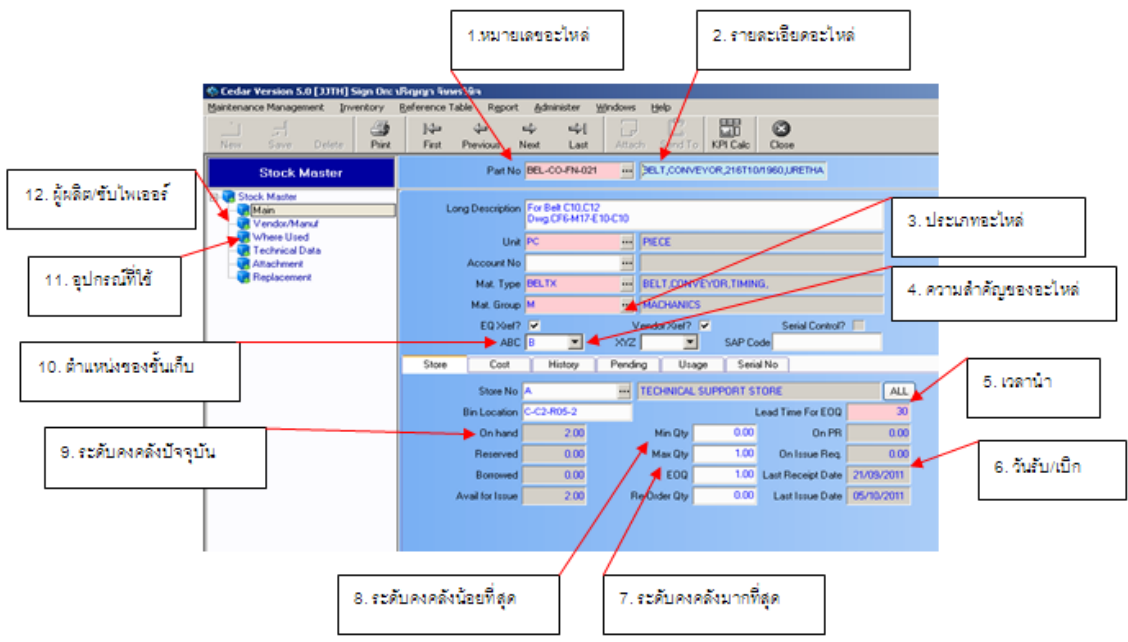 1.หมายเลขอะไหล่
2. รายละเอียดอะไหล่
Cedar Version 5.0 [JJTH] Sign On:
Maintenance Management Inventory Reference Table Report Administer Windows Help
New Save Delete Print First Previous Next Last Attach Send To KPI Calc Close
Stock Master
Part No BEL-CO-FN-021 ... BELT,CONVEYOR,216T10/1960,URETHA
12. ผู้ผลิต/ซับไพเออร์
Stock Master
Main
Vendor/Manuf
Where Used
Technical Data
Attachment
Replacement
Long Description For Belt C10,C12
Dwg.CF6-M17-E10-C10
3. ประเภทอะไหล่
Unit PC ... PIECE
Account No ...
11. อุปกรณ์ที่ใช้
Mat. Type BELTX ... BELT,CONVEYOR,TIMING,
4. ความสำคัญของอะไหล่
Mat. Group M ... MACHANICS
EQ Xref? Vendor Xref? Serial Control?
ABC B XYZ SAP Code
10. ตำแหน่งของชั้นเก็บ
Store Cost History Pending Usage Serial No
5. เวลานำ
Store No A ... TECHNICAL SUPPORT STORE ALL
Bin Location C-C2-R05-2 Lead Time For EOQ 30
9. ระดับคงคลังปัจจุบัน
On hand 2.00 Min Qty 0.00 On PR 0.00
Reserved 0.00 Max Qty 1.00 On Issue Req. 0.00
6. วันรับ/เบิก
Borrowed 0.00 EOQ 1.00 Last Receipt Date 21/09/2011
Avail for Issue 2.00 Re-Order Qty 0.00 Last Issue Date 05/10/2011
8. ระดับคงคลังน้อยที่สุด
7. ระดับคงคลังมากที่สุด